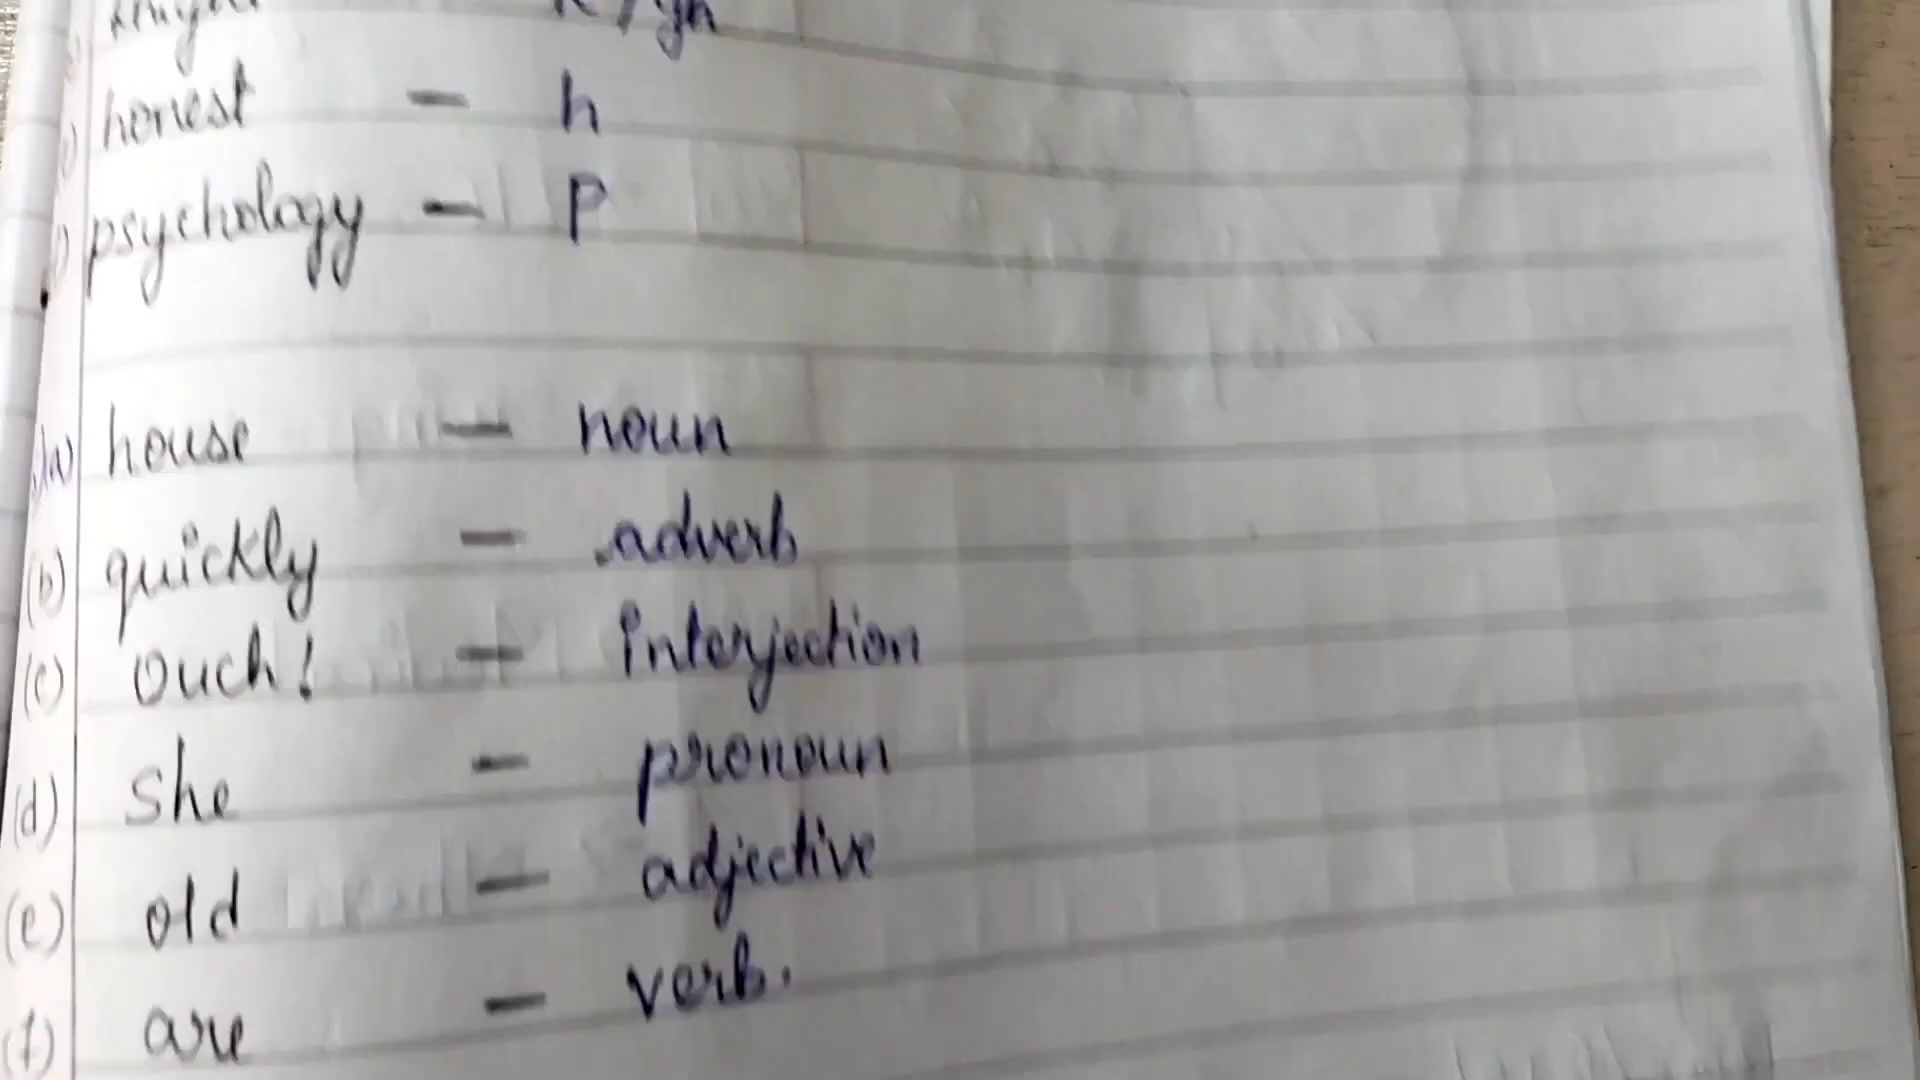 honest - h
psychology - P
(a) house - noun
(b) quickly - adverb
(c) Ouch! - interjection
(d) She - pronoun
(e) old - adjective
(f) are - verb.